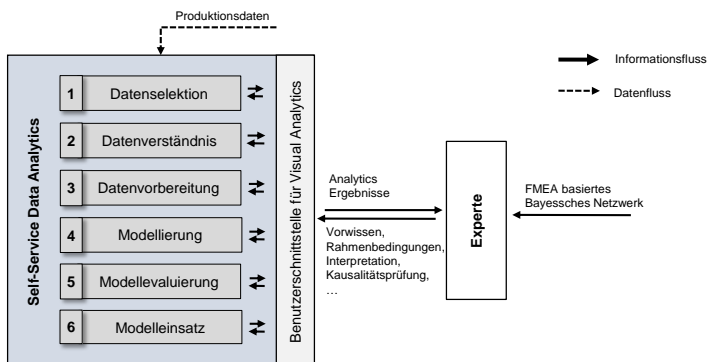 Produktionsdaten
Informationsfluss
Datenfluss
Self-Service Data Analytics
1 Datenselektion
2 Datenverständnis
3 Datenvorbereitung
4 Modellierung
5 Modellevaluierung
6 Modelleinsatz
Benutzerschnittstelle für Visual Analytics
Analytics
Ergebnisse
Vorwissen,
Rahmenbedingungen,
Interpretation,
Kausalitätsprüfung,
…
Experte
FMEA basiertes
Bayessches Netzwerk